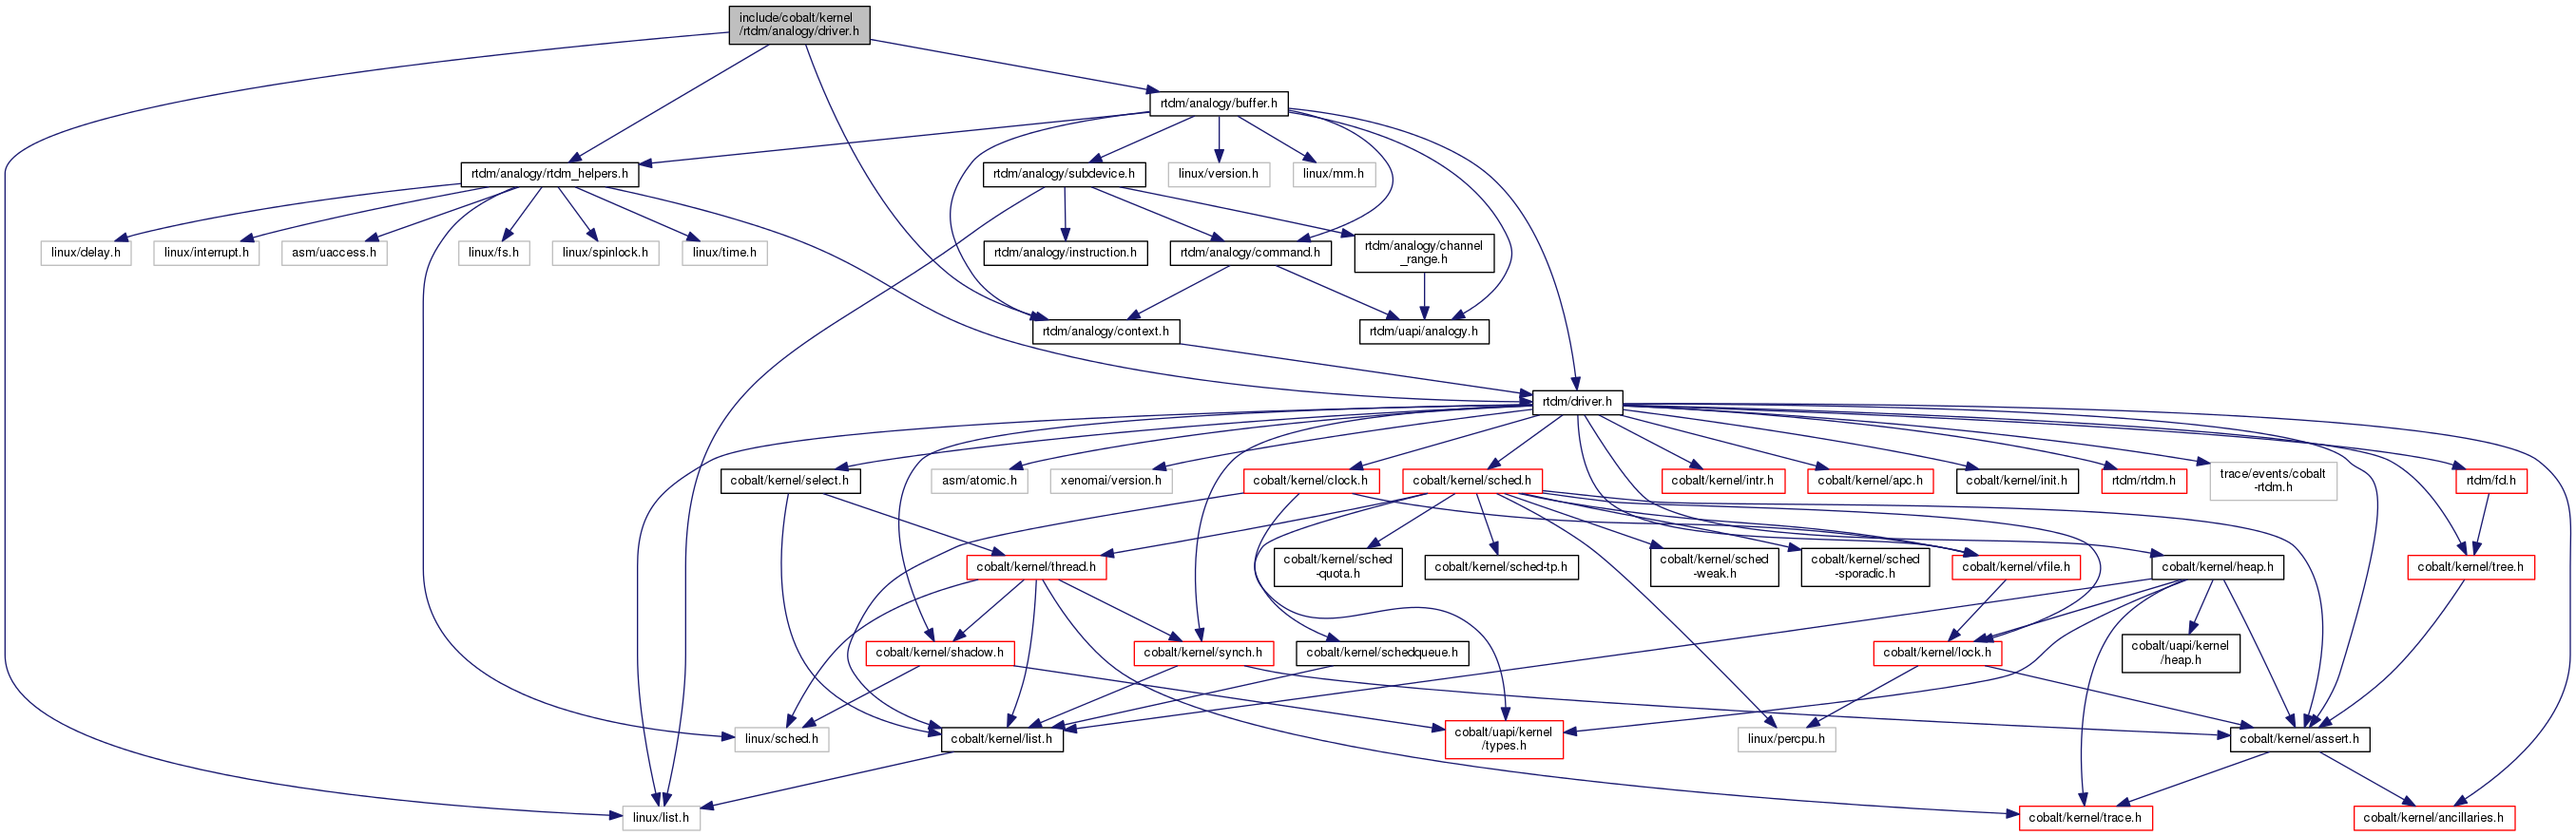 include/cobalt/kernel
/rtdm/analogy/driver.h
rtdm/analogy/buffer.h
rtdm/analogy/rtdm_helpers.h
rtdm/analogy/subdevice.h
linux/version.h
linux/mm.h
linux/delay.h
linux/interrupt.h
asm/uaccess.h
linux/fs.h
linux/spinlock.h
linux/time.h
rtdm/analogy/instruction.h
rtdm/analogy/command.h
rtdm/analogy/channel
_range.h
rtdm/analogy/context.h
rtdm/uapi/analogy.h
rtdm/driver.h
cobalt/kernel/select.h
asm/atomic.h
xenomai/version.h
cobalt/kernel/clock.h
cobalt/kernel/sched.h
cobalt/kernel/intr.h
cobalt/kernel/apc.h
cobalt/kernel/init.h
rtdm/rtdm.h
trace/events/cobalt
-rtdm.h
rtdm/fd.h
cobalt/kernel/thread.h
cobalt/kernel/sched
-quota.h
cobalt/kernel/sched-tp.h
cobalt/kernel/sched
-weak.h
cobalt/kernel/sched
-sporadic.h
cobalt/kernel/vfile.h
cobalt/kernel/heap.h
cobalt/kernel/tree.h
cobalt/kernel/shadow.h
cobalt/kernel/synch.h
cobalt/kernel/schedqueue.h
cobalt/kernel/lock.h
cobalt/uapi/kernel
/heap.h
linux/sched.h
cobalt/kernel/list.h
cobalt/uapi/kernel
/types.h
linux/percpu.h
cobalt/kernel/assert.h
linux/list.h
cobalt/kernel/trace.h
cobalt/kernel/ancillaries.h